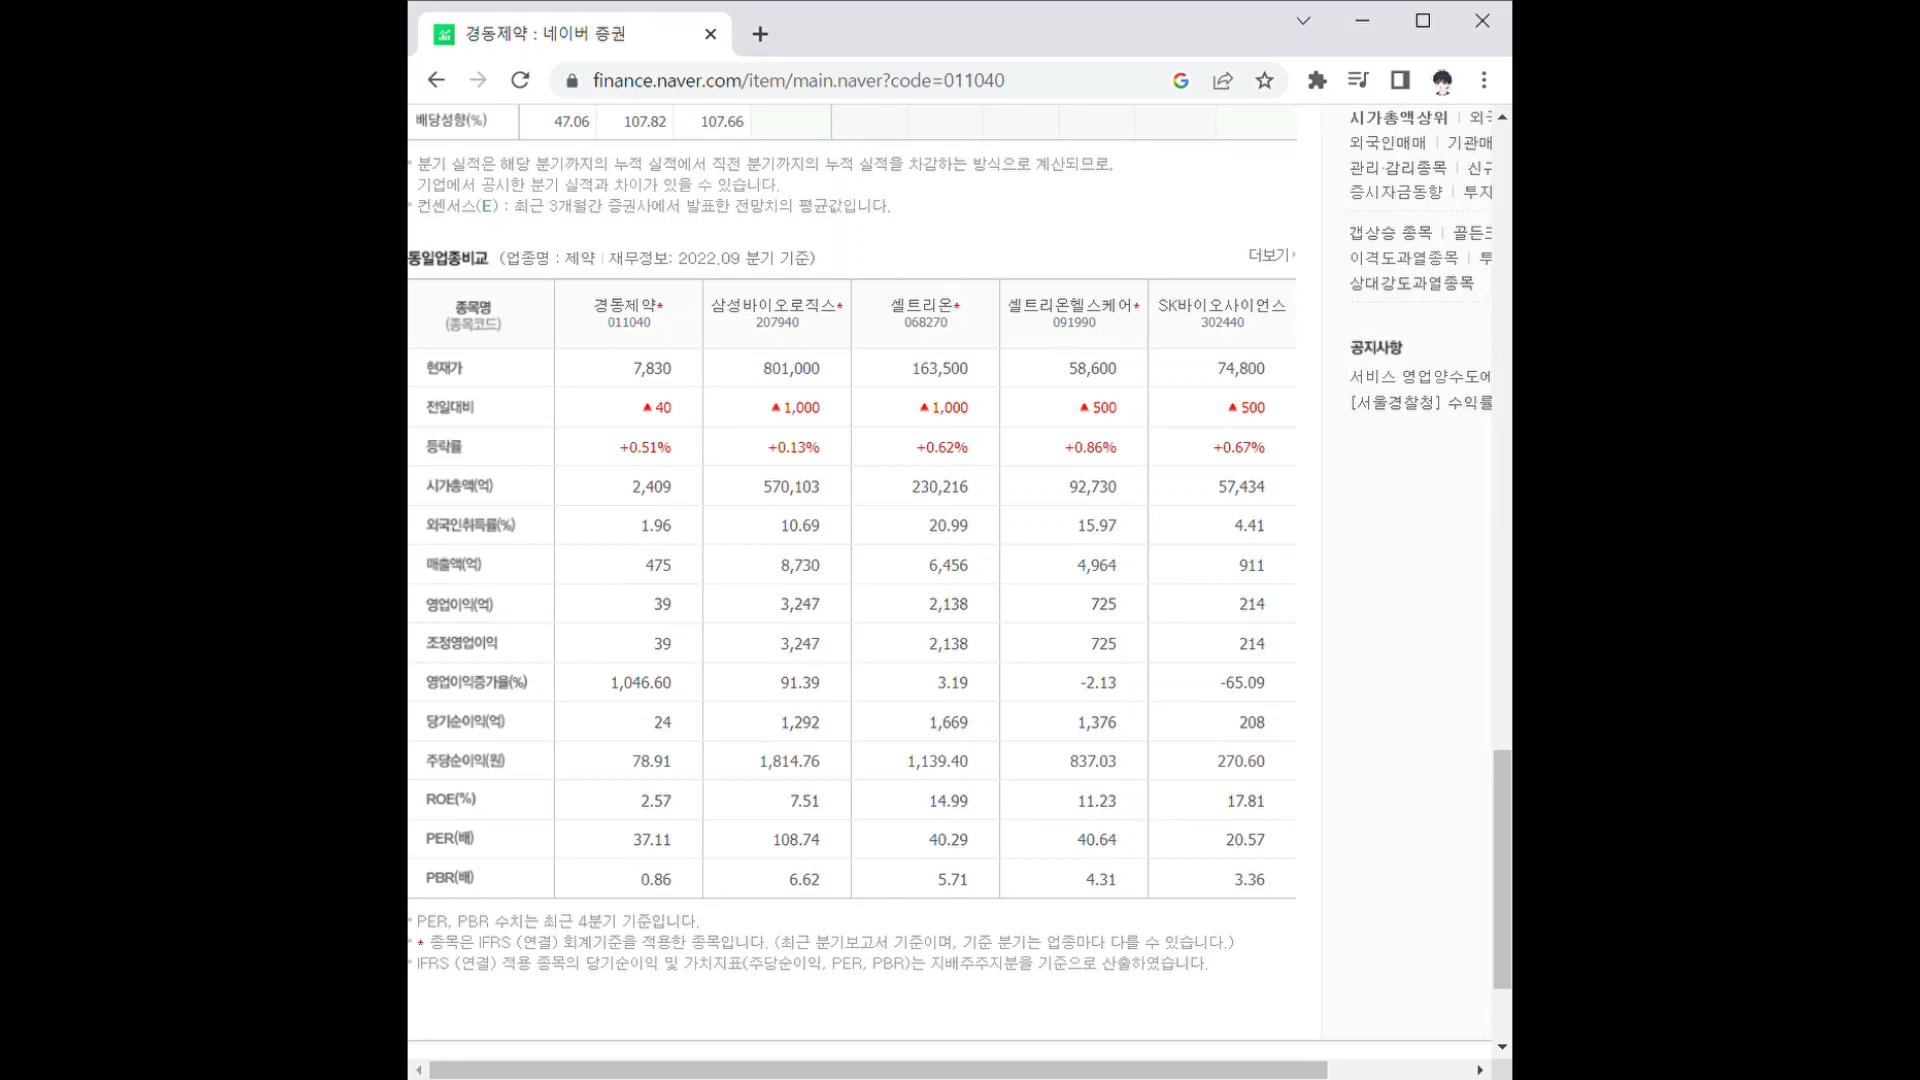 경동제약 : 네이버 증권
finance.naver.com/item/main.naver?code=011040
배당성향(%) 47.06 107.82 107.66
분기 실적은 해당 분기까지의 누적 실적에서 직전 분기까지의 누적 실적을 차감하는 방식으로 계산되므로,
기업에서 공시한 분기 실적과 차이가 있을 수 있습니다.
컨센서스(E) : 최근 3개월간 증권사에서 발표한 전망치의 평균값입니다.
동일업종비교 (업종명 : 제약 | 재무정보: 2022.09 분기 기준) 더보기
종목명 경동제약* 삼성바이오로직스* 셀트리온* 셀트리온헬스케어* SK바이오사이언스
(종목코드) 011040 207940 068270 091990 302440
현재가 7,830 801,000 163,500 58,600 74,800
전일대비 ▲40 ▲1,000 ▲1,000 ▲500 ▲500
등락률 +0.51% +0.13% +0.62% +0.86% +0.67%
시가총액(억) 2,409 570,103 230,216 92,730 57,434
외국인취득률(%) 1.96 10.69 20.99 15.97 4.41
매출액(억) 475 8,730 6,456 4,964 911
영업이익(억) 39 3,247 2,138 725 214
조정영업이익 39 3,247 2,138 725 214
영업이익증가율(%) 1,046.60 91.39 3.19 -2.13 -65.09
당기순이익(억) 24 1,292 1,669 1,376 208
주당순이익(원) 78.91 1,814.76 1,139.40 837.03 270.60
ROE(%) 2.57 7.51 14.99 11.23 17.81
PER(배) 37.11 108.74 40.29 40.64 20.57
PBR(배) 0.86 6.62 5.71 4.31 3.36
PER, PBR 수치는 최근 4분기 기준입니다.
* 종목은 IFRS (연결) 회계기준을 적용한 종목입니다. (최근 분기보고서 기준이며, 기준 분기는 업종마다 다를 수 있습니다.)
IFRS (연결) 적용 종목의 당기순이익 및 가치지표(주당순이익, PER, PBR)는 지배주주지분을 기준으로 산출하였습니다.
시가총액상위 | 외
외국인매매 | 기관매
관리·감리종목 | 신규
증시자금동향 | 투자
갭상승 종목 | 골든
이격도과열종목 | 투
상대강도과열종목
공지사항
서비스 영업양수도에
[서울경찰청] 수익률